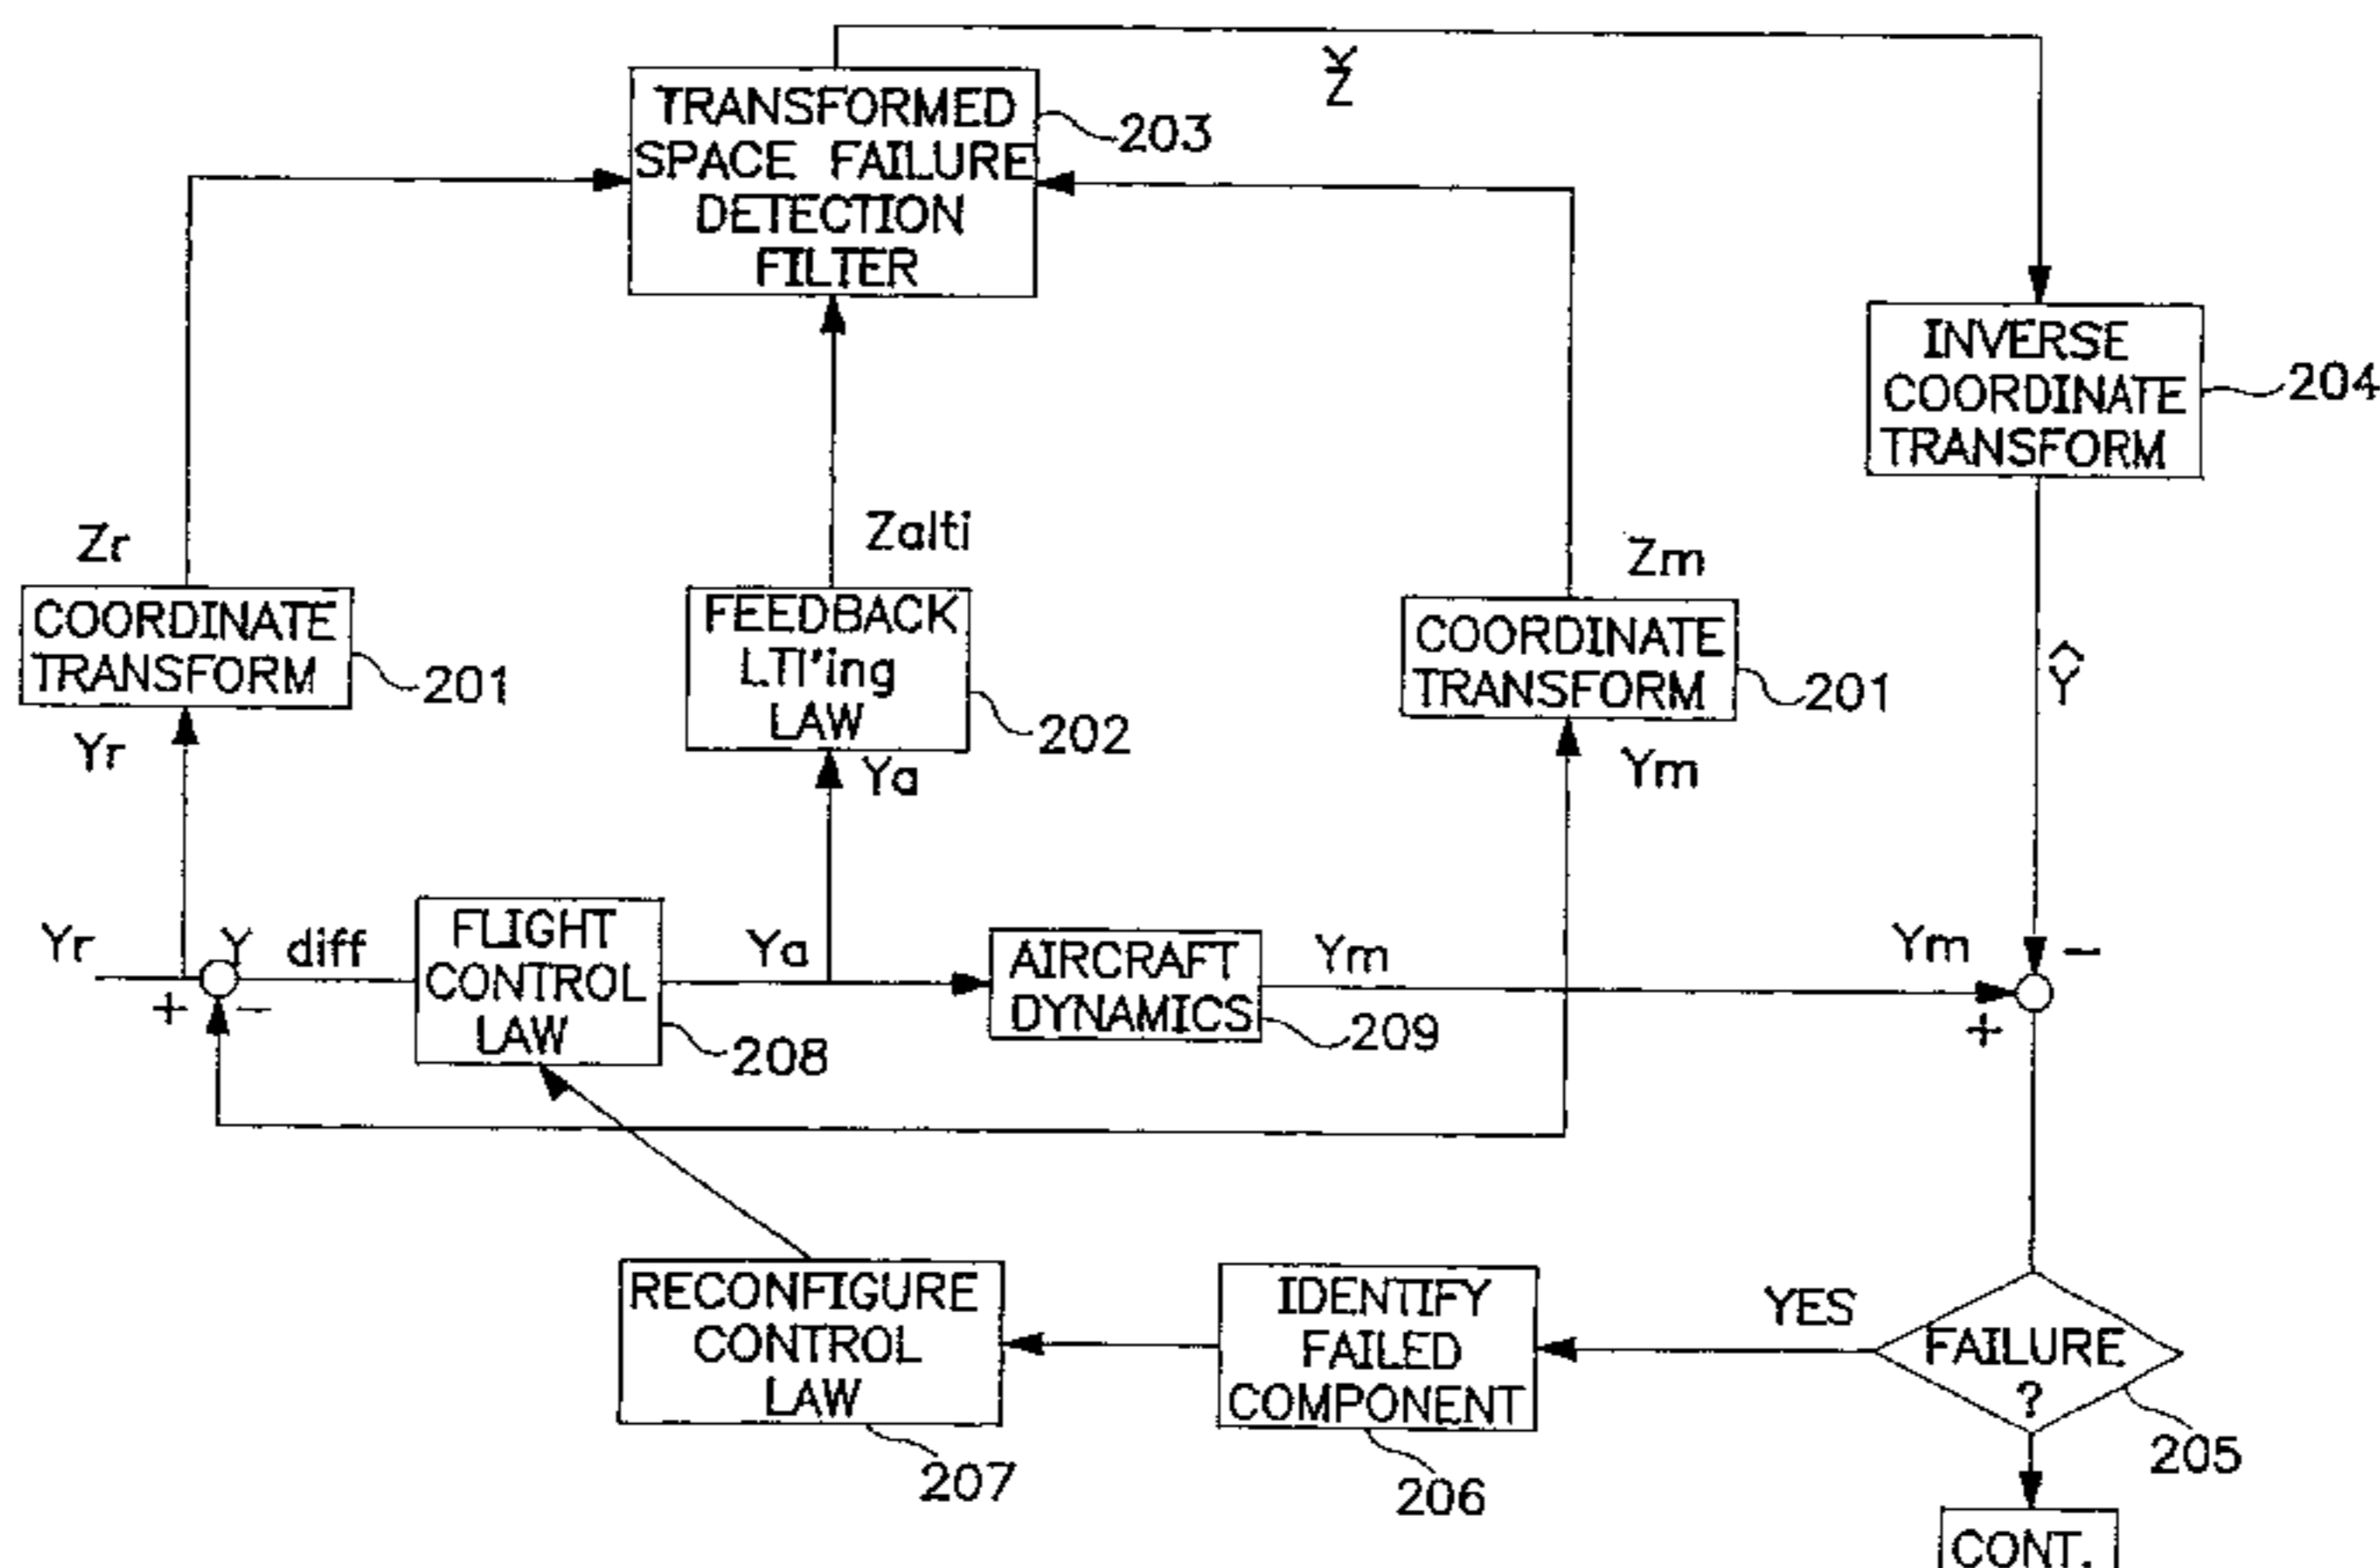 Y
Z
TRANSFORMED
SPACE FAILURE
DETECTION
FILTER
203
INVERSE
COORDINATE
TRANSFORM
204
Zr
Zalti
Zm
COORDINATE
TRANSFORM
201
FEEDBACK
LTI'ing
LAW
202
COORDINATE
TRANSFORM
201
Ŷ
Yr
Ya
Ym
Yr
+
-
Y diff
FLIGHT
CONTROL
LAW
208
Ya
AIRCRAFT
DYNAMICS
209
Ym
Ym
-
+
RECONFIGURE
CONTROL
LAW
207
IDENTIFY
FAILED
COMPONENT
206
YES
FAILURE
?
205
CONT.